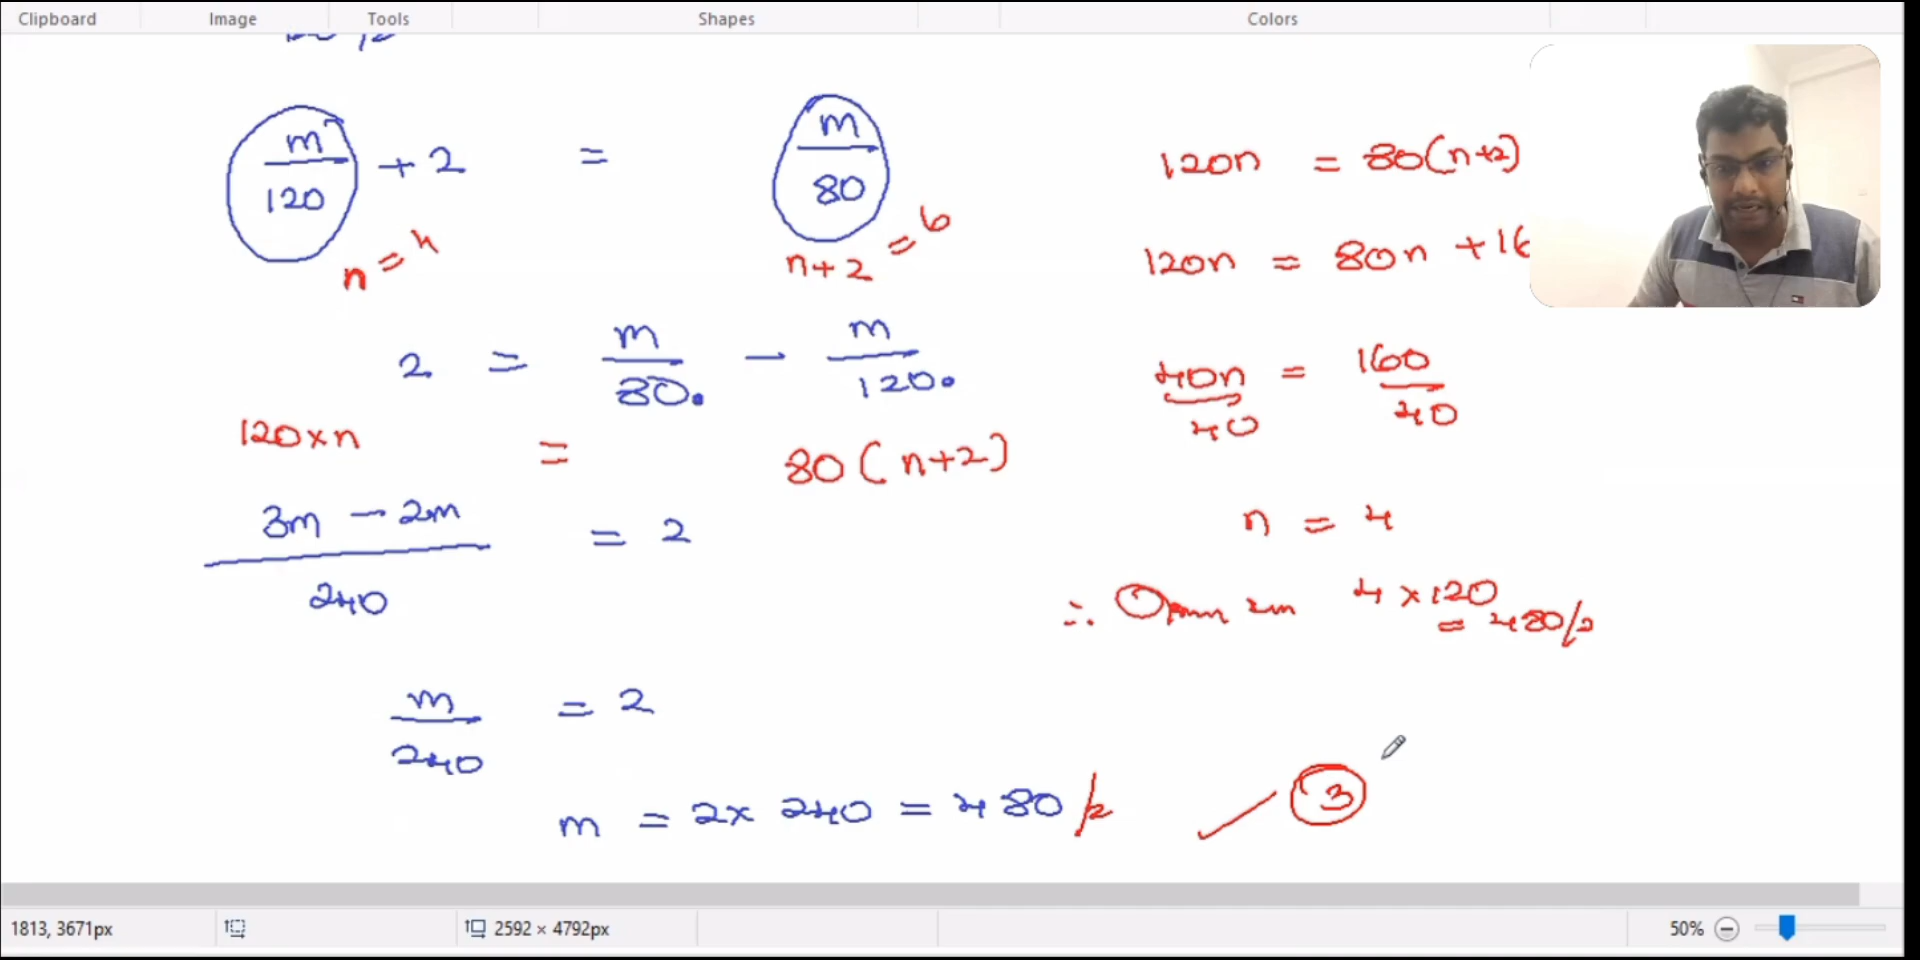 Clipboard Image Tools Shapes Colors
m/120 + 2 = m/80
n = 4
n+2 = 6
2 = m/80. - m/120.
120×n = 80(n+2)
(3m - 2m)/240 = 2
m/240 = 2
m = 2× 240 = 480/=
120n = 80(n+2)
120n = 80n +16
40n/40 = 160/40
n = 4
∴ 4 ×120
= 480/=
3
1813, 3671px 2592 × 4792px 50%